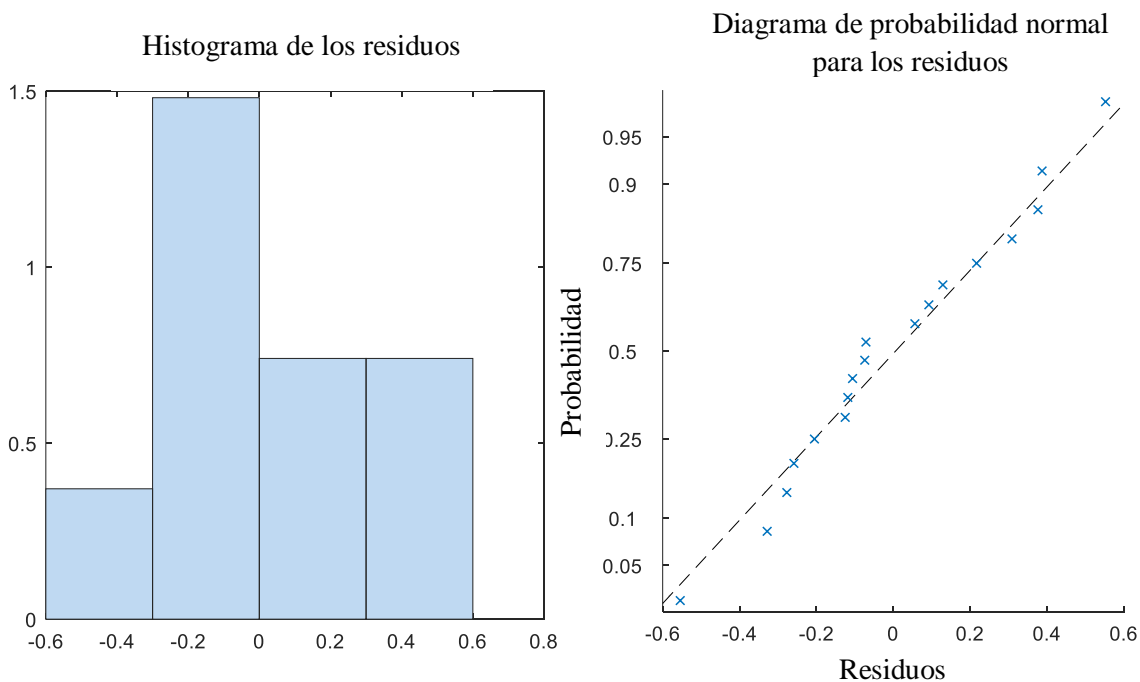 Histograma de los residuos
1.5
1
0.5
0
-0.6 -0.4 -0.2 0 0.2 0.4 0.6 0.8
Diagrama de probabilidad normal
para los residuos
Probabilidad
0.95
0.9
0.75
0.5
0.25
0.1
0.05
-0.6 -0.4 -0.2 0 0.2 0.4 0.6
Residuos